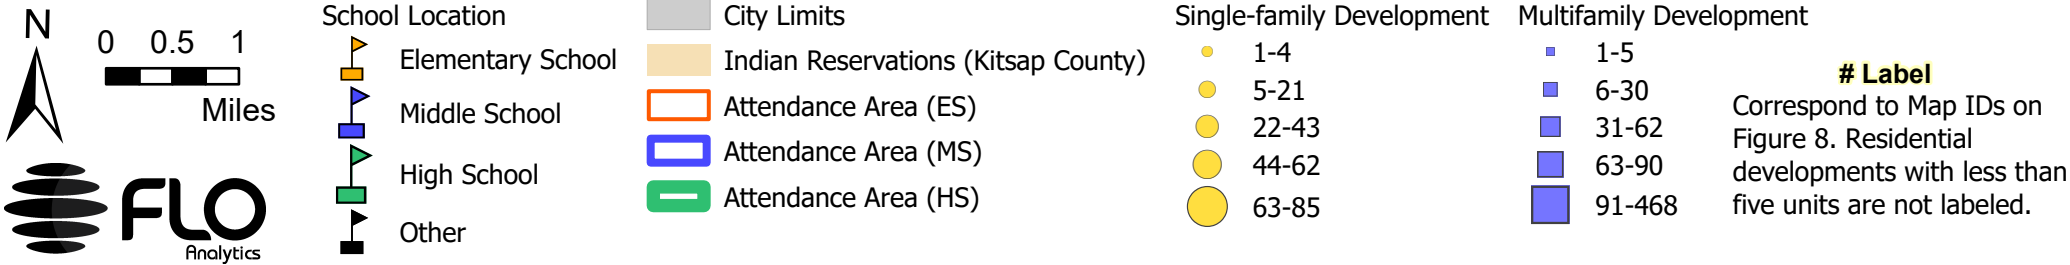 N
0 0.5 1
Miles
FLO
Analytics
School Location
Elementary School
Middle School
High School
Other
City Limits
Indian Reservations (Kitsap County)
Attendance Area (ES)
Attendance Area (MS)
Attendance Area (HS)
Single-family Development
1-4
5-21
22-43
44-62
63-85
Multifamily Development
1-5
6-30
31-62
63-90
91-468
# Label
Correspond to Map IDs on
Figure 8. Residential
developments with less than
five units are not labeled.